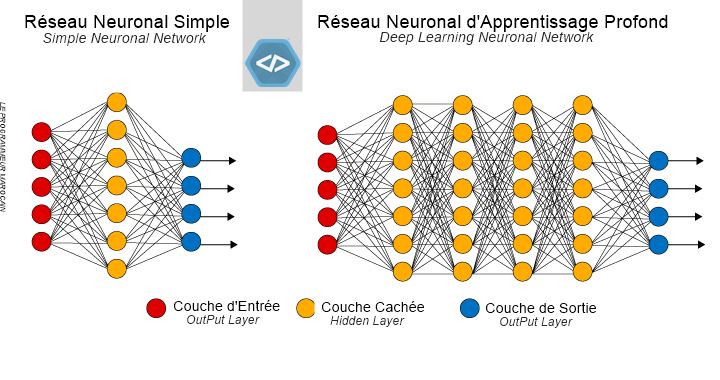 Réseau Neuronal Simple
Simple Neuronal Network
Réseau Neuronal d'Apprentissage Profond
Deep Learning Neuronal Network
</>
LE PROGRAMMEUR MAROCAIN
Couche d'Entrée
OutPut Layer
Couche Cachée
Hidden Layer
Couche de Sortie
OutPut Layer